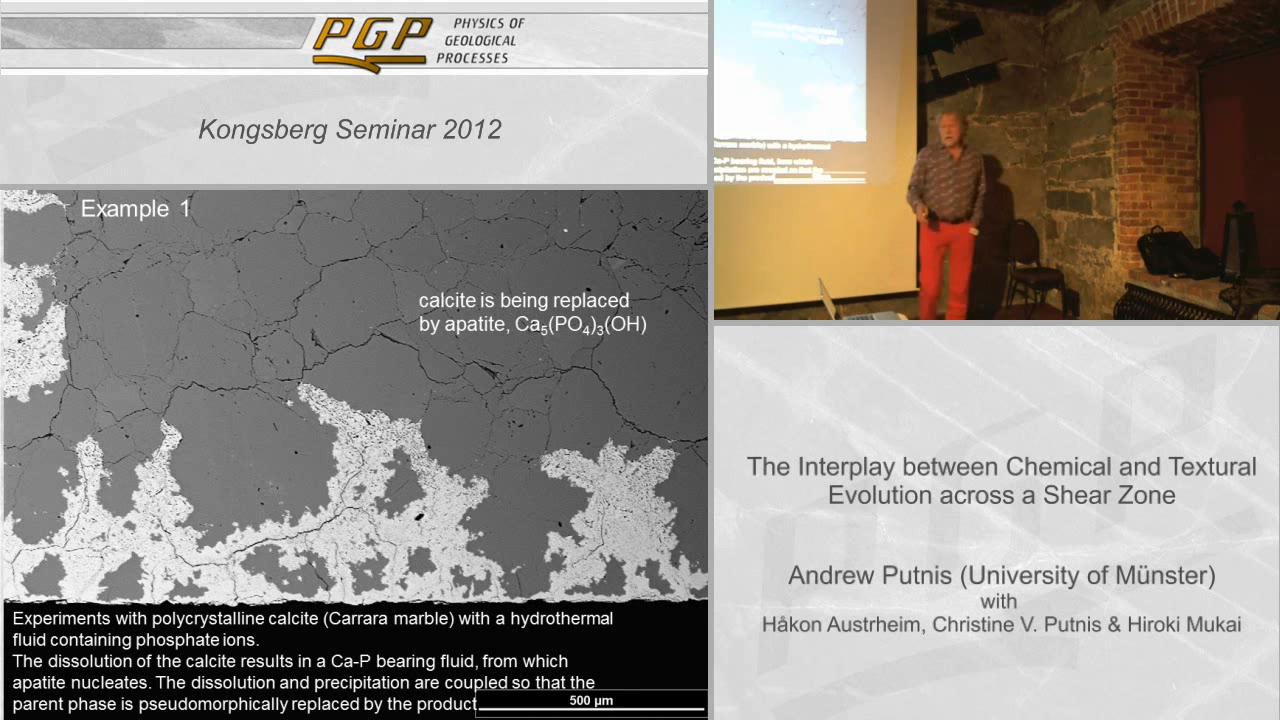 PGP
PHYSICS OF
GEOLOGICAL
PROCESSES
Kongsberg Seminar 2012
Example 1
calcite is being replaced
by apatite, Ca5(PO4)3(OH)
Experiments with polycrystalline calcite (Carrara marble) with a hydrothermal
fluid containing phosphate ions.
The dissolution of the calcite results in a Ca-P bearing fluid, from which
apatite nucleates. The dissolution and precipitation are coupled so that the
parent phase is pseudomorphically replaced by the product
500 µm
The Interplay between Chemical and Textural
Evolution across a Shear Zone
Andrew Putnis (University of Münster)
with
Håkon Austrheim, Christine V. Putnis & Hiroki Mukai